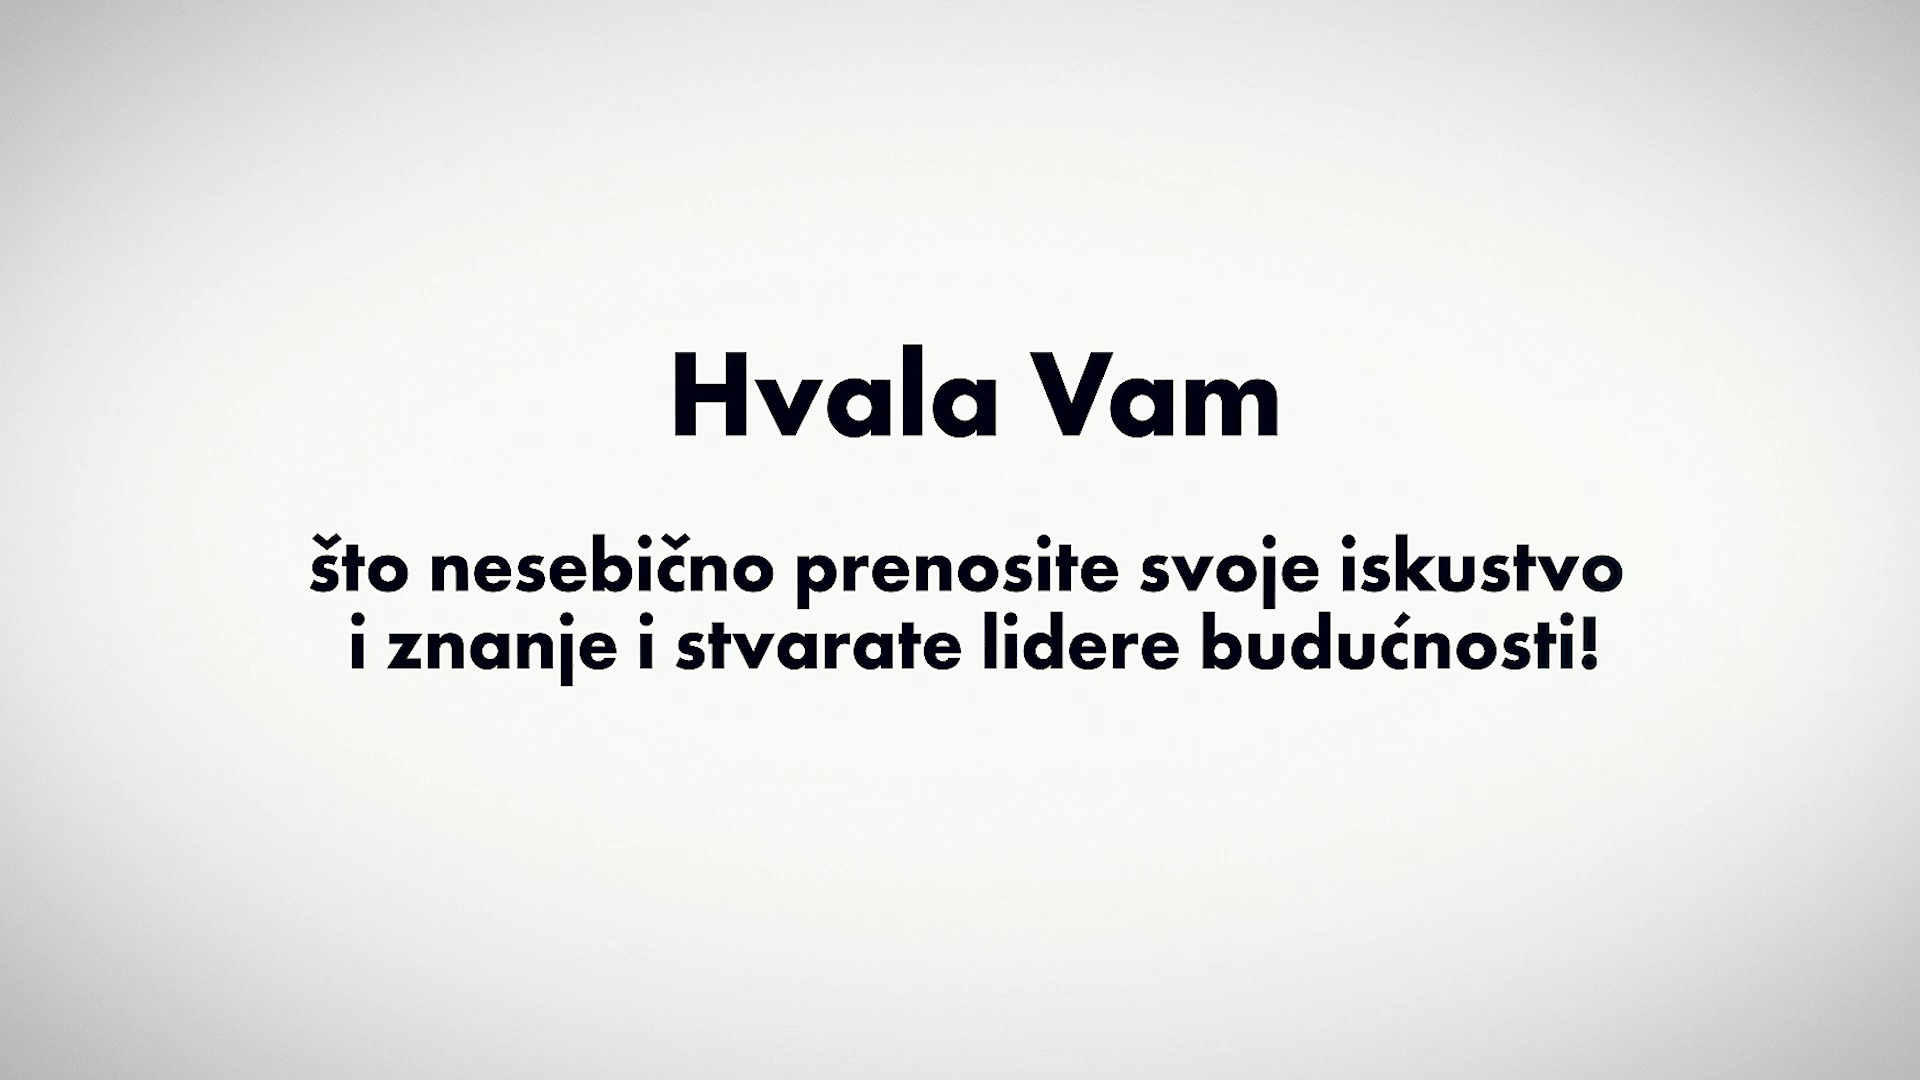 Hvala Vam
što nesebično prenosite svoje iskustvo
i znanje i stvarate lidere budućnosti!